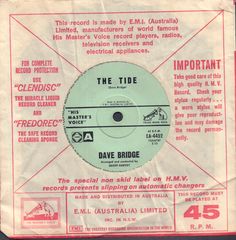 This record is made by E.M.I. (Australia)
Limited, manufacturers of world famous
His Master's Voice record players, radios,
television receivers and
electrical appliances.
FOR COMPLETE
RECORD PROTECTION
USE
"CLENDISC"
THE MIRACLE LIQUID
RECORD CLEANER
AND
"FREDOREC"
THE SAFE RECORD
CLEANING SPONGE
THE TIDE
"HIS
MASTER'S
VOICE"
45 R.P.M.
EA-4452
DAVE BRIDGE
IMPORTANT
Take good care of this
high quality H.M.V.
Record. Check your
stylus regularly...
a worn stylus will
give poor reproduction
and may damage
the record permanently.
The special non skid label on H.M.V.
records prevents slipping on automatic changers
MADE AND DISTRIBUTED IN AUSTRALIA
BY
E.M.I. (AUSTRALIA) LIMITED
INC. IN N.S.W.
THIS RECORD MUST
BE PLAYED AT
45
R.P.M.